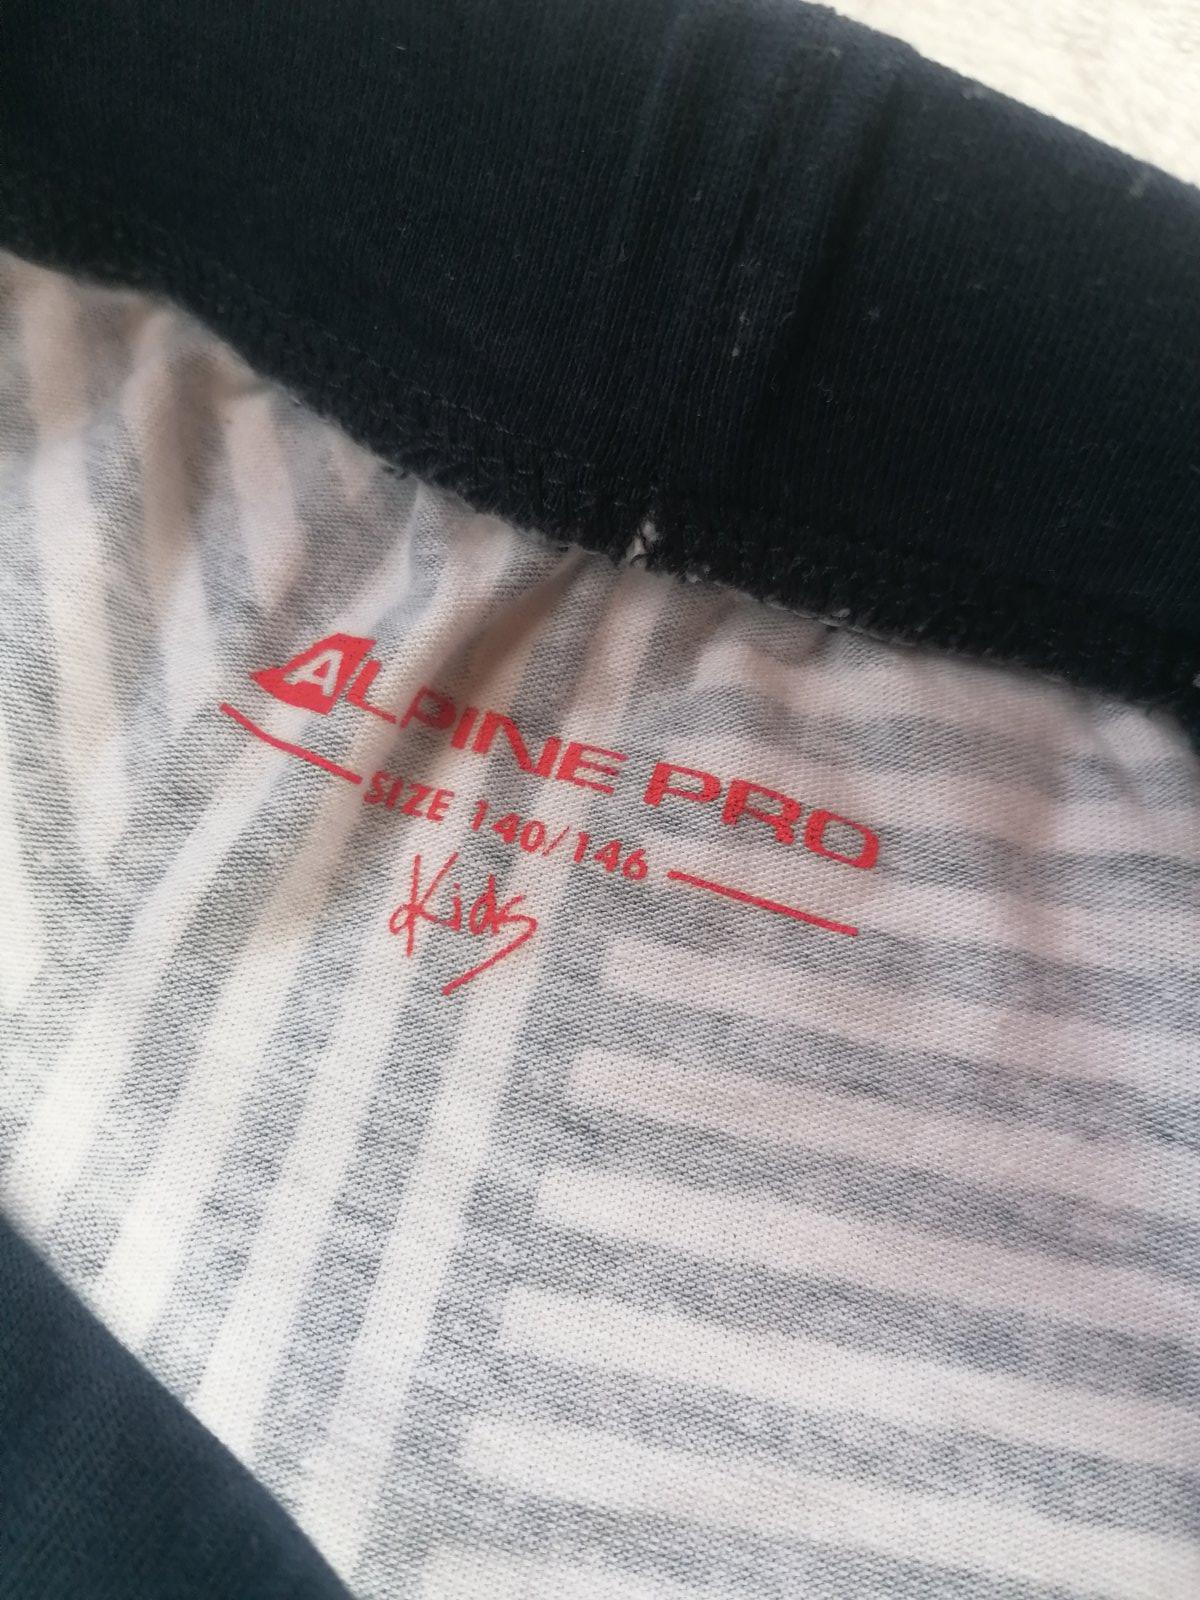 ALPINE PRO
SIZE 140/146
Kids